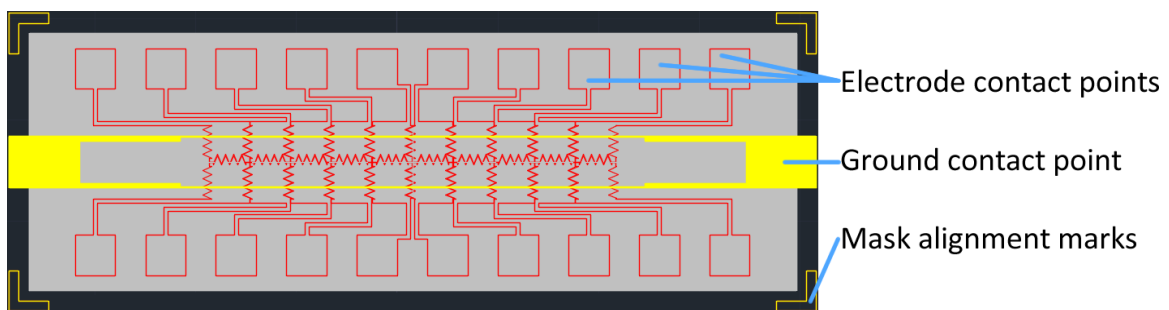 Electrode contact points
Ground contact point
Mask alignment marks